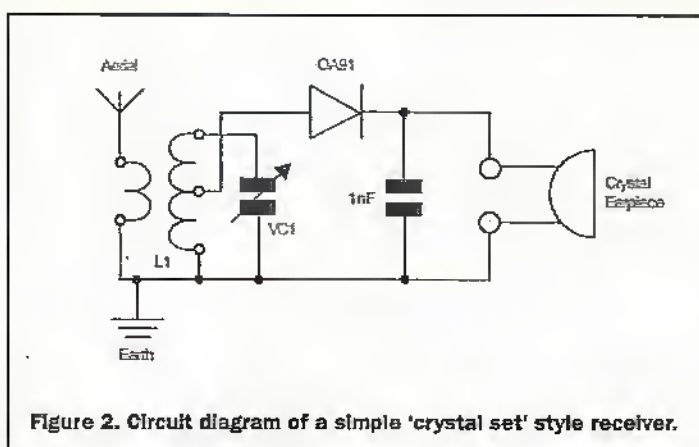 Aerial
OA91
1nF
Crystal
Earpiece
VC1
L1
Earth
Figure 2. Circuit diagram of a simple 'crystal set' style receiver.